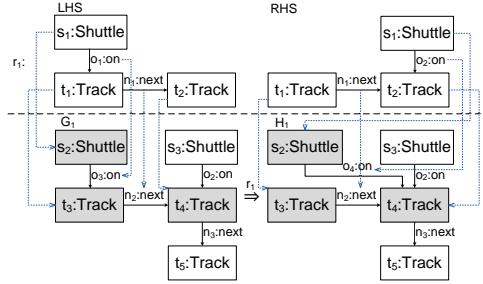 LHS
RHS
s₁:Shuttle
s₁:Shuttle
r₁:
o₁:on
o₂:on
n₁:next
n₁:next
t₁:Track
t₂:Track
t₁:Track
t₂:Track
G₁
H₁
s₂:Shuttle
s₃:Shuttle
s₂:Shuttle
s₃:Shuttle
o₃:on
o₂:on
o₄:on
o₂:on
n₂:next
r₁
n₂:next
t₃:Track
t₄:Track
⇒
t₃:Track
t₄:Track
n₃:next
n₃:next
t₅:Track
t₅:Track